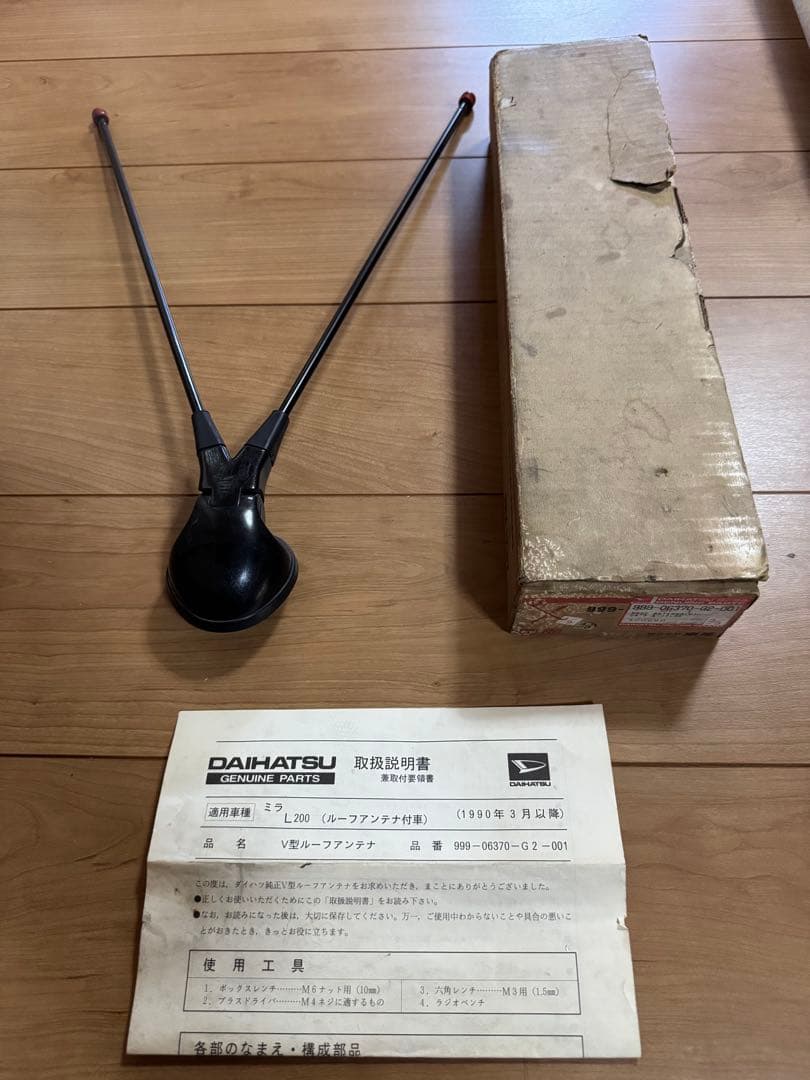 999-
999-06370-G2-001
DAIHATSU
GENUINE PARTS
取扱説明書
兼取付要領書
DAIHATSU
適用車種 ミラ L200 (ルーフアンテナ付車) (1990年3月以降)
品 名 V型ルーフアンテナ 品 番 999-06370-G2-001
この度は、ダイハツ純正V型ルーフアンテナをお求めいただき、まことにありがとうございました。
●正しくお使いいただくためにこの「取扱説明書」をお読み下さい。
●なお、お読みになった後は、大切に保存してください。万一、ご使用中わからないことや具合の悪いこ
とがおきたとき、きっとお役に立ちます。
使用工具
1．ボックスレンチ………M6ナット用(10㎜)
2．プラスドライバ………M4ネジに適するもの
3．六角レンチ………M3用(1.5㎜)
4．ラジオペンチ
各部のなまえ・構成部品